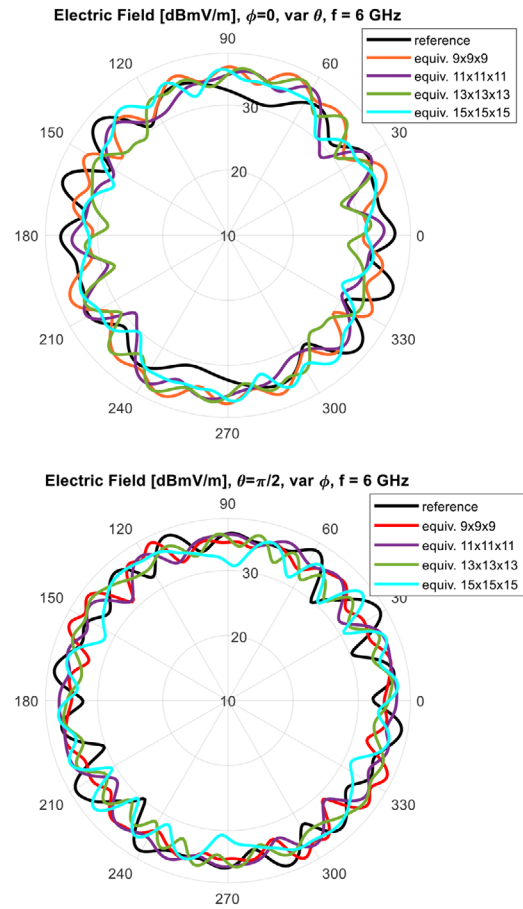 Electric Field [dBmV/m], ϕ=0, var θ, f = 6 GHz
reference
equiv. 9x9x9
equiv. 11x11x11
equiv. 13x13x13
equiv. 15x15x15
90
120
60
150
30
180
0
210
330
240
300
270
30
20
10
Electric Field [dBmV/m], θ=π/2, var ϕ, f = 6 GHz
reference
equiv. 9x9x9
equiv. 11x11x11
equiv. 13x13x13
equiv. 15x15x15
90
120
60
150
30
180
0
210
330
240
300
270
30
20
10